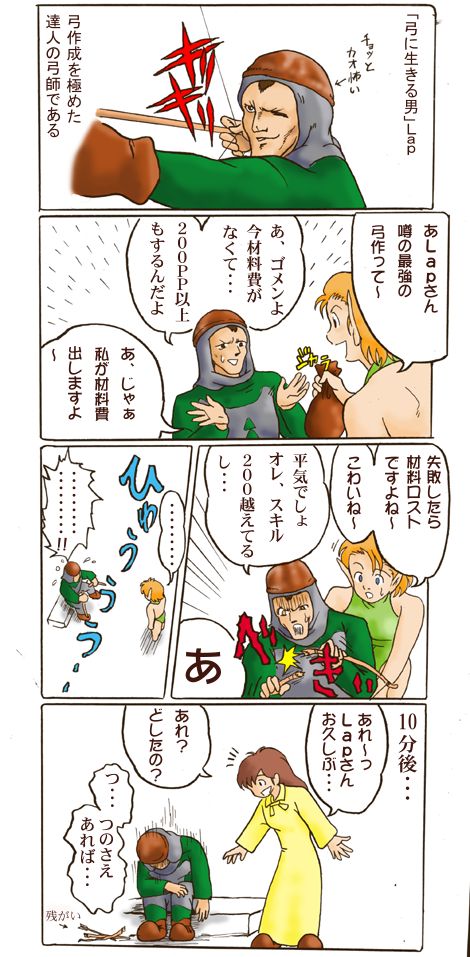 「弓に生きる男」Lap
チョッと
カオ怖い
キリ
キリ
弓作成を極めた
達人の弓師である
あLapさん
噂の最強の
弓作って～
あ、ゴメンよ
今材料費が
なくて・・・
200PP以上
もするんだよ
ジャラ
あ、じゃぁ
私が材料費
出しますよ
～
失敗したら
材料ロスト
ですよね～
こわいね～
平気でしょ
オレ、スキル
200越えてる
し・・・
べきっ
あ
・・・・・・
ひゅううぅぅ・・
・・・・・・・・・
・・・・・・・・!!
10分後・・・
あれ～っ
Lapさん
お久しぶ・・・
あれ？
どしたの？
つ・・・つのさえ
あれば・・・
残がい